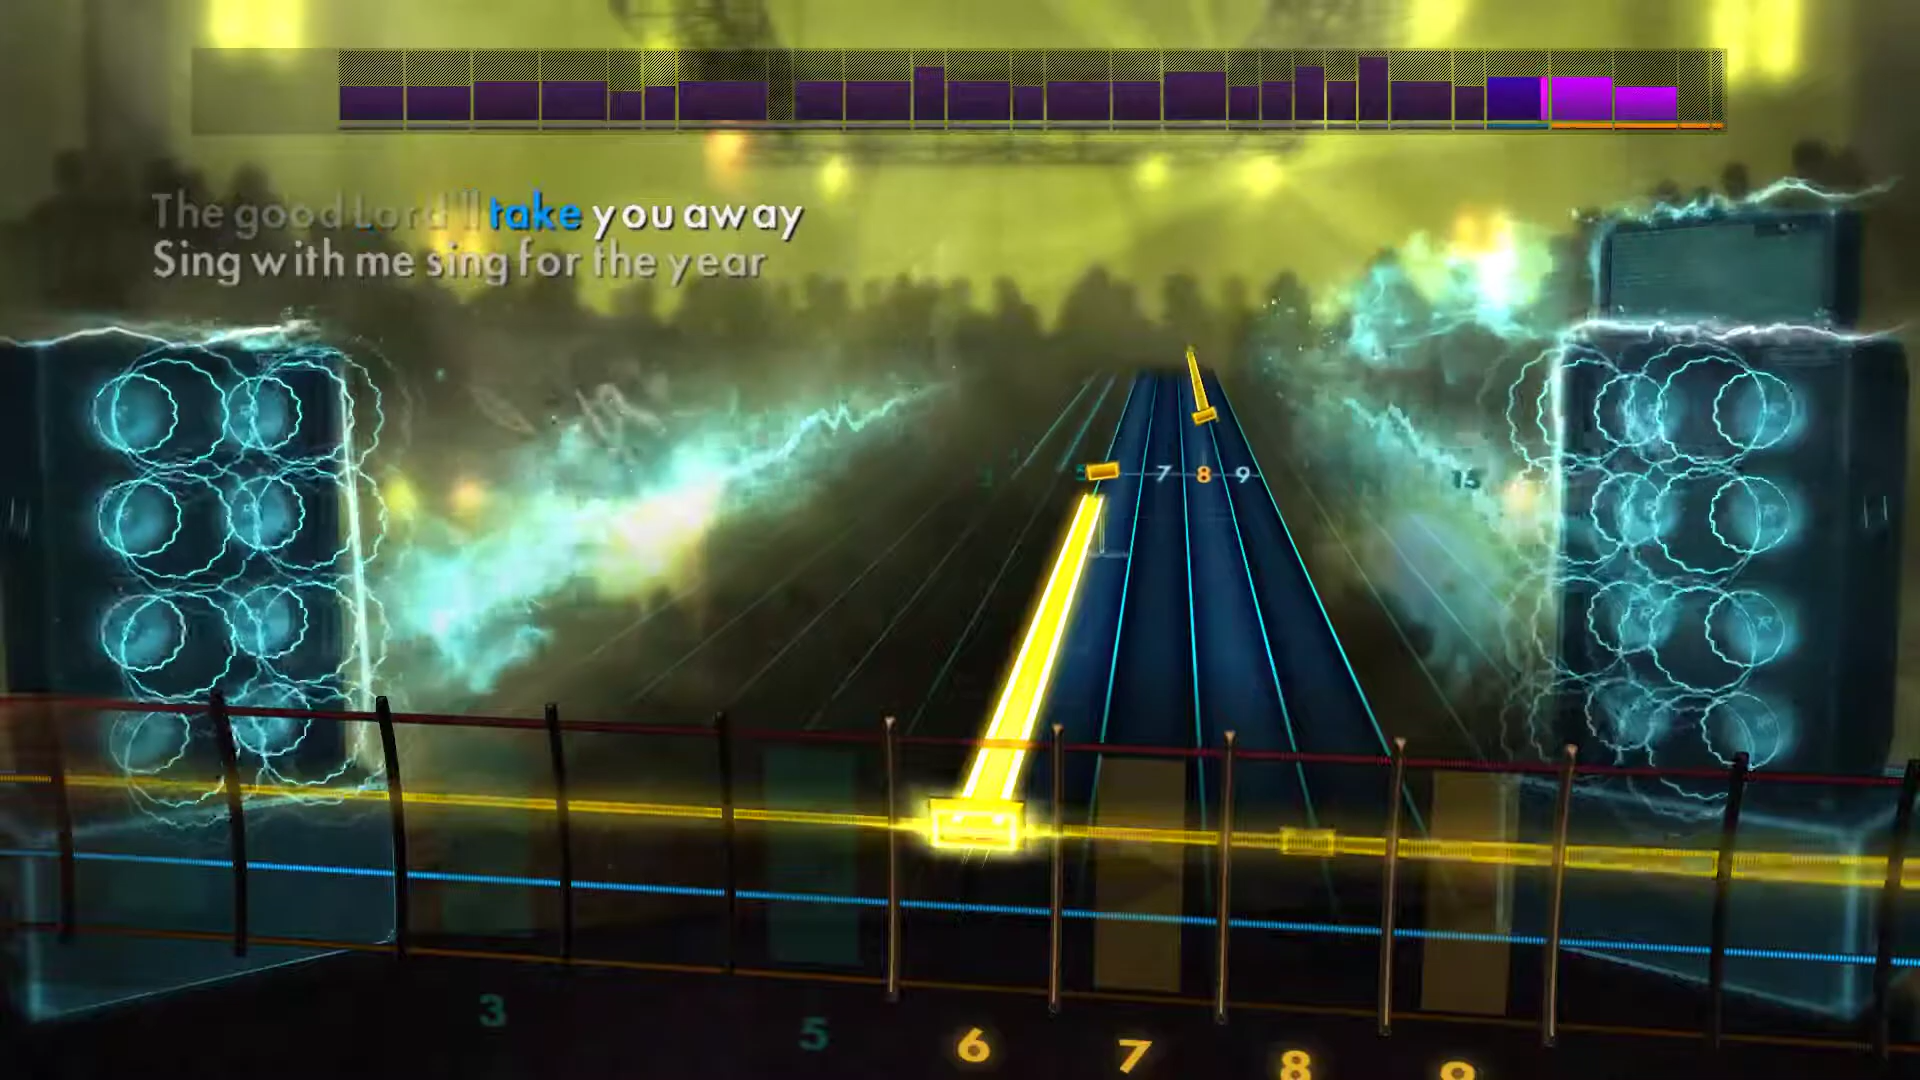 The good Lord'll take you away
Sing with me sing for the year
7 8 9
15
3 5 6 7 8 9